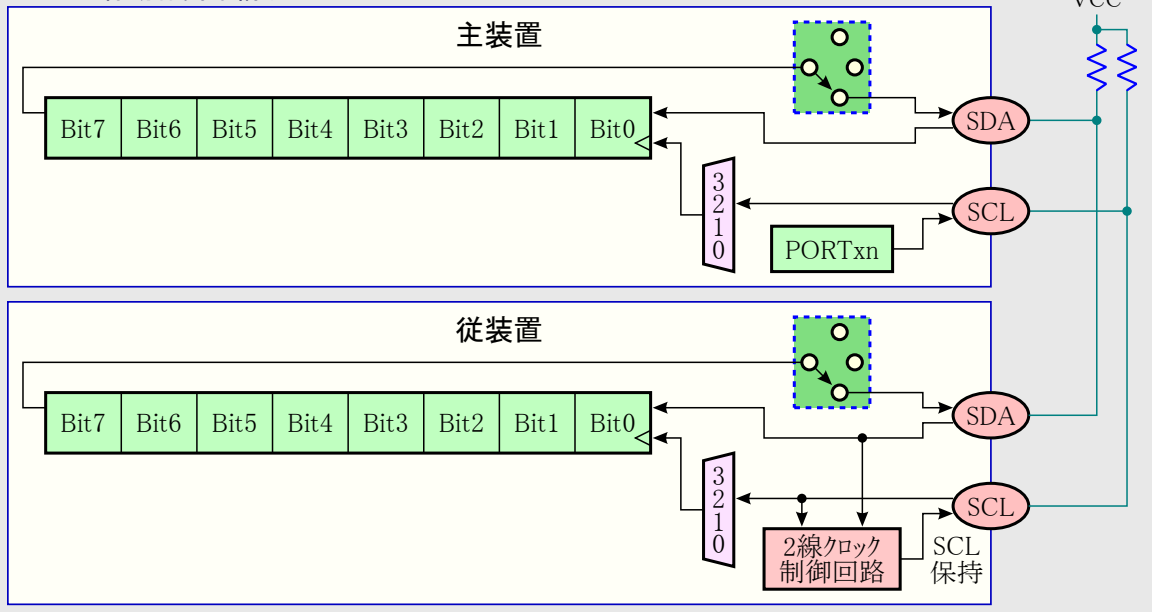 VCC
主装置
Bit7 Bit6 Bit5 Bit4 Bit3 Bit2 Bit1 Bit0
SDA
3
2
1
0
SCL
PORTxn
従装置
Bit7 Bit6 Bit5 Bit4 Bit3 Bit2 Bit1 Bit0
SDA
3
2
1
0
SCL
2線クロック
制御回路
SCL
保持